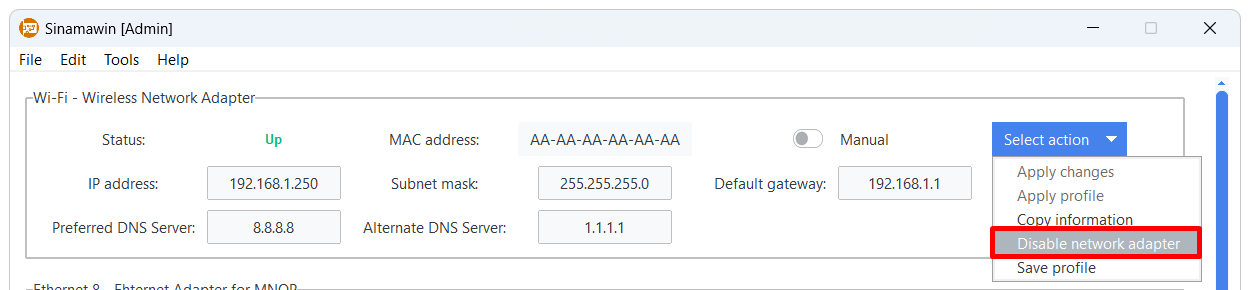 Sinamawin [Admin]
File Edit Tools Help
Wi-Fi - Wireless Network Adapter
Status: Up MAC address: AA-AA-AA-AA-AA-AA Manual Select action
IP address: 192.168.1.250 Subnet mask: 255.255.255.0 Default gateway: 192.168.1.1
Preferred DNS Server: 8.8.8.8 Alternate DNS Server: 1.1.1.1
Apply changes
Apply profile
Copy information
Disable network adapter
Save profile
Ethernet 8 - Ehternet Adapter for MNOP